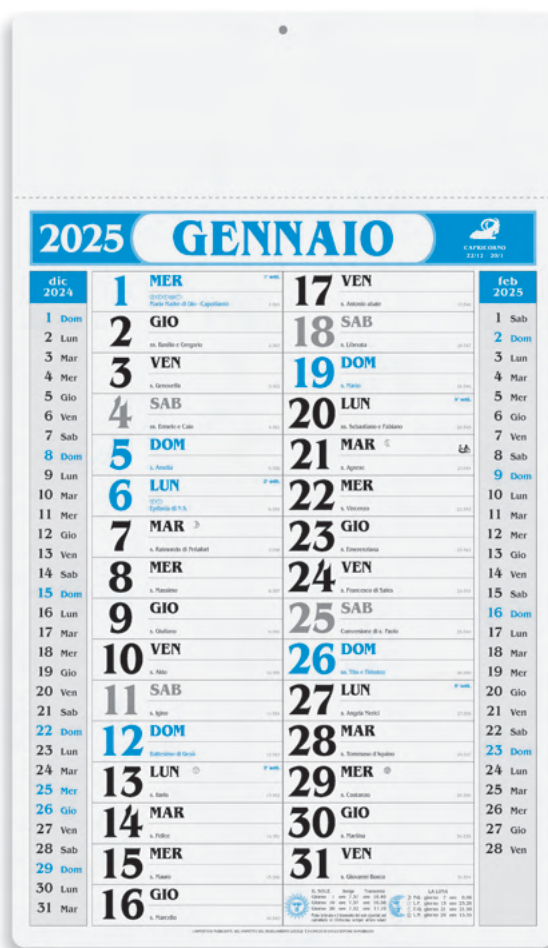 2025 GENNAIO
CAPRICORNO
22/12 20/1
dic
2024
1 Dom
2 Lun
3 Mar
4 Mer
5 Gio
6 Ven
7 Sab
8 Dom
9 Lun
10 Mar
11 Mer
12 Gio
13 Ven
14 Sab
15 Dom
16 Lun
17 Mar
18 Mer
19 Gio
20 Ven
21 Sab
22 Dom
23 Lun
24 Mar
25 Mer
26 Gio
27 Ven
28 Sab
29 Dom
30 Lun
31 Mar
1 MER
Maria Madre di Dio - Capodanno
2 GIO
ss. Basilio e Gregorio
3 VEN
s. Genoveffa
4 SAB
ss. Ermete e Caio
5 DOM
s. Amelia
6 LUN
Epifania di N.S.
7 MAR
s. Raimondo di Peñafort
8 MER
s. Massimo
9 GIO
s. Giuliano
10 VEN
s. Aldo
11 SAB
s. Igino
12 DOM
Battesimo di Gesù
13 LUN
s. Ilario
14 MAR
s. Felice
15 MER
s. Mauro
16 GIO
s. Marcello
17 VEN
s. Antonio abate
18 SAB
s. Liberata
19 DOM
s. Mario
20 LUN
ss. Sebastiano e Fabiano
21 MAR
s. Agnese
22 MER
s. Vincenzo
23 GIO
s. Emerenziana
24 VEN
s. Francesco di Sales
25 SAB
Conversione di s. Paolo
26 DOM
ss. Tito e Timoteo
27 LUN
s. Angela Merici
28 MAR
s. Tommaso d'Aquino
29 MER
s. Costanzo
30 GIO
s. Martina
31 VEN
s. Giovanni Bosco
IL SOLE Sorge Tramonta
LA LUNA
feb
2025
1 Sab
2 Dom
3 Lun
4 Mar
5 Mer
6 Gio
7 Ven
8 Sab
9 Dom
10 Lun
11 Mar
12 Mer
13 Gio
14 Ven
15 Sab
16 Dom
17 Lun
18 Mar
19 Mer
20 Gio
21 Ven
22 Sab
23 Dom
24 Lun
25 Mar
26 Mer
27 Gio
28 Ven